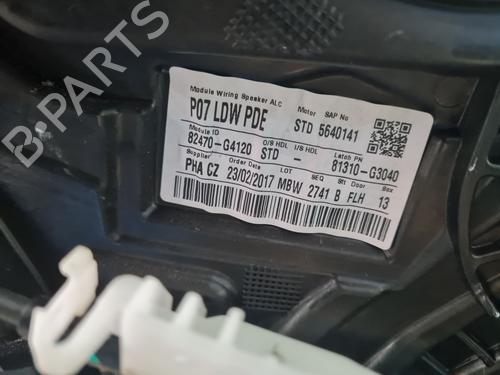 Module Wiring Speaker ALC Motor SAP No
P07 LDW PDE STD 5640141
Module ID O/S HDL I/S HDL Latch PN
82470-G4120 STD - 81310-G3040
Supplier Order Date LOT SEQ Stt Door Box
PHA CZ 23/02/2017 MBW 2741 B FLH 13
B-PARTS